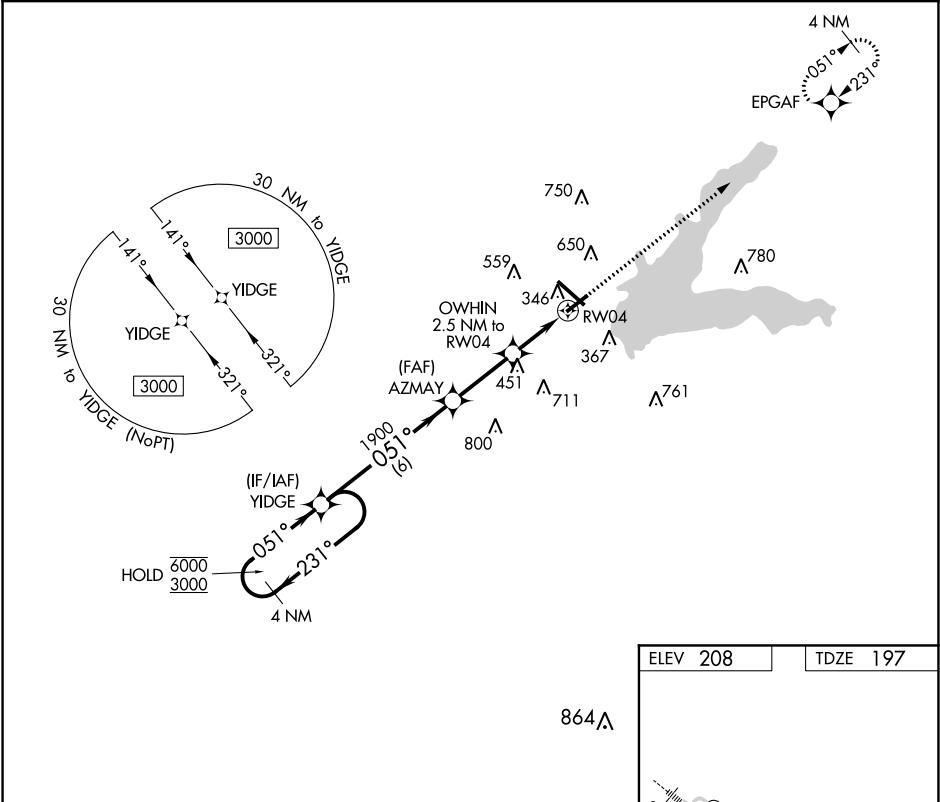 4 NM
051°
231°
EPGAF
750
30 NM to YIDGE
3000
141°
141°
650
780
559
YIDGE
346
OWHIN
2.5 NM to
RW04
RW04
YIDGE
367
321°
(FAF)
AZMAY
451
30 NM to YIDGE (NoPT)
3000
321°
711
761
1900
051°
(6)
800
(IF/IAF)
YIDGE
051°
231°
HOLD 6000
3000
4 NM
ELEV 208
TDZE 197
864